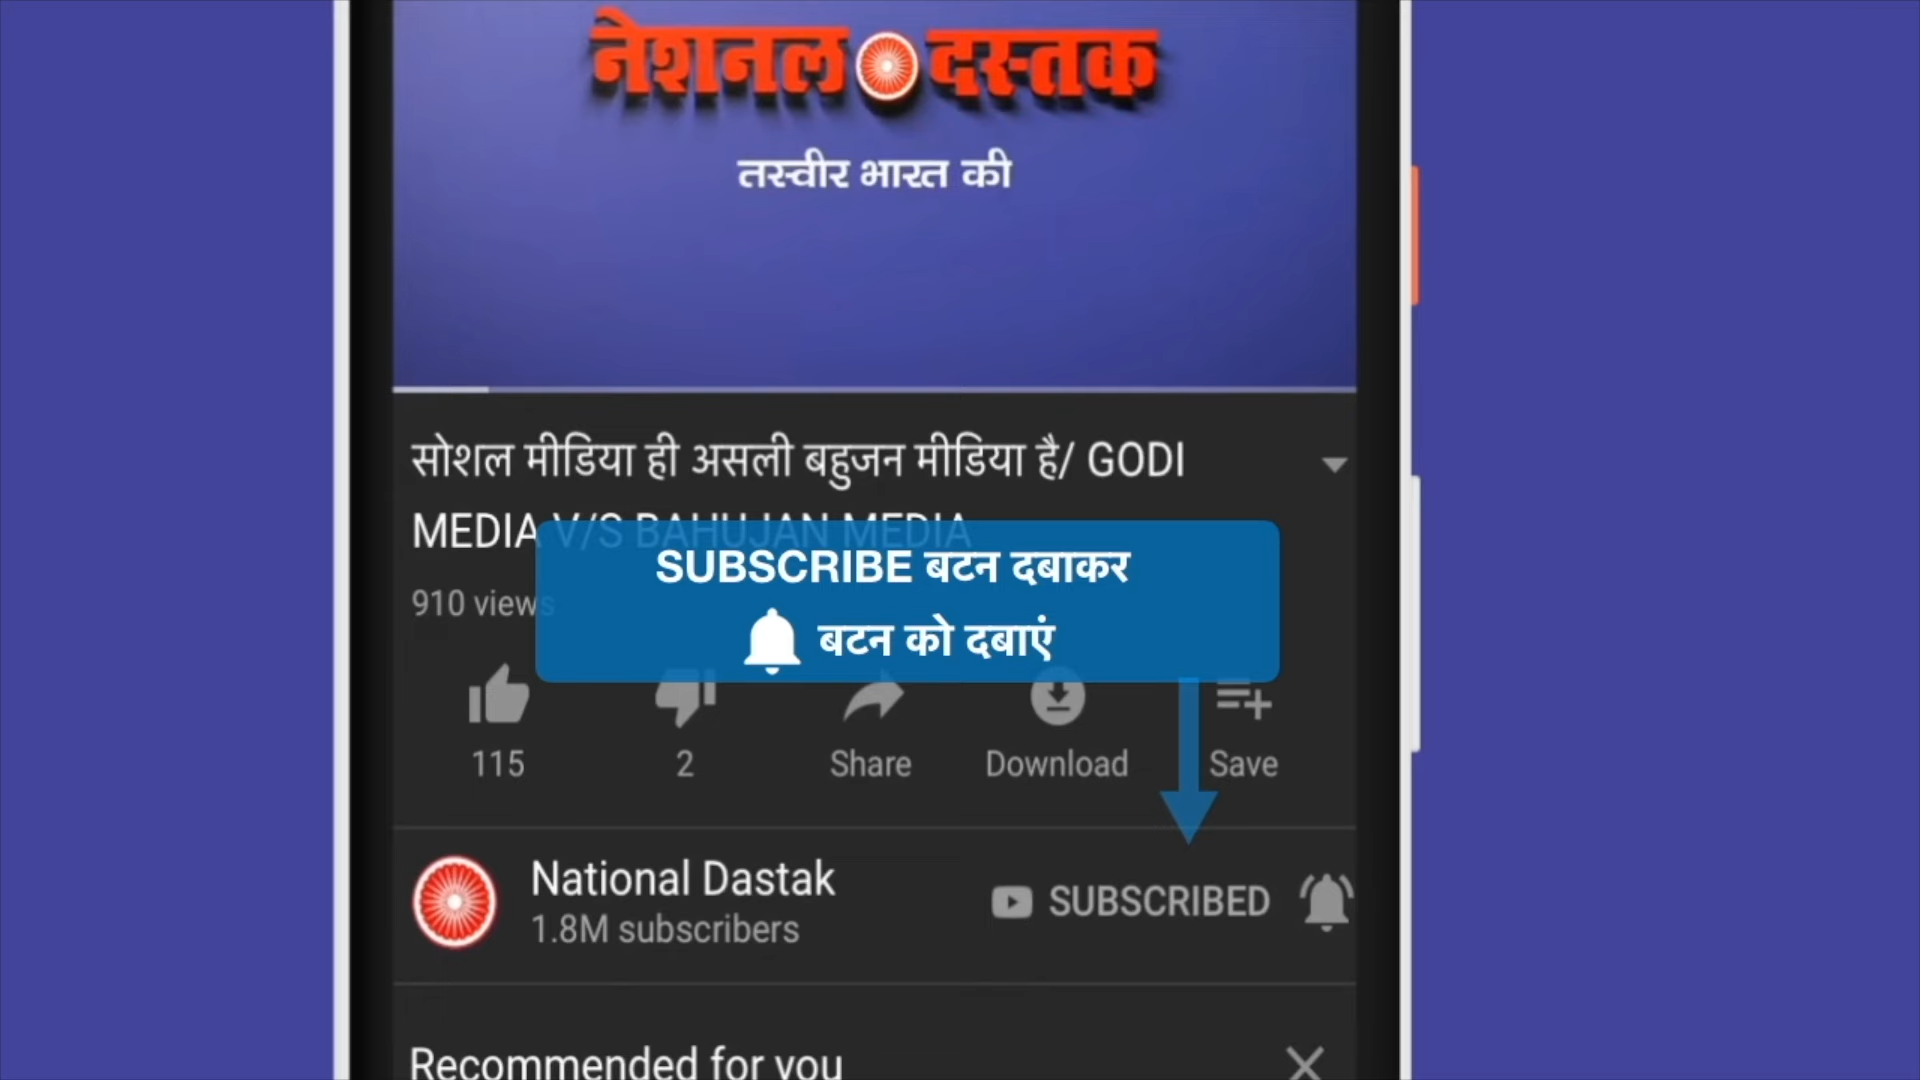 नेशनल दस्तक
तस्वीर भारत की
सोशल मीडिया ही असली बहुजन मीडिया है/ GODI
MEDIA V/S BAHUJAN MEDIA
910 views
SUBSCRIBE बटन दबाकर
बटन को दबाएं
115
2
Share
Download
Save
National Dastak
1.8M subscribers
SUBSCRIBED
Recommended for you